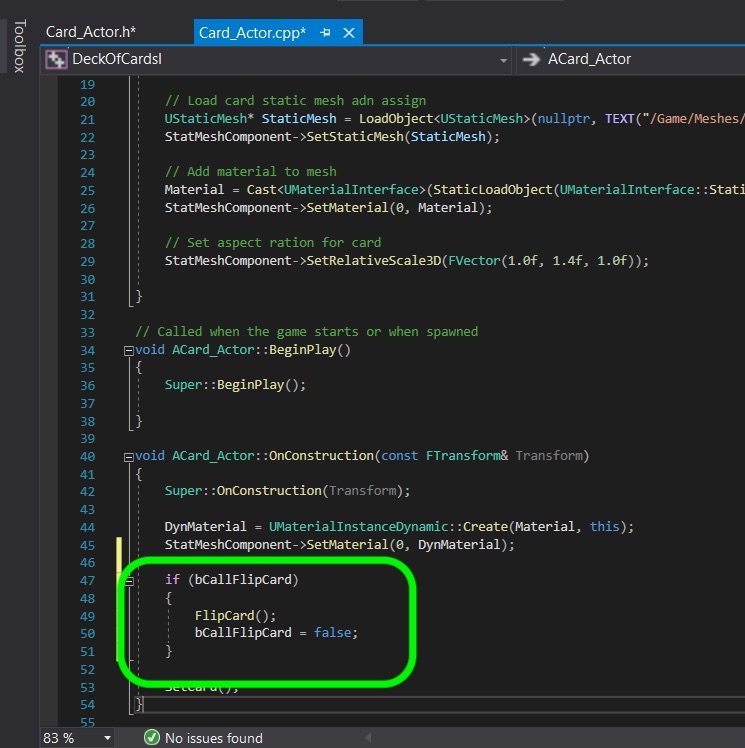 Toolbox
Card_Actor.h*
Card_Actor.cpp*
DeckOfCardsI
ACard_Actor
19
20 // Load card static mesh adn assign
21 UStaticMesh* StaticMesh = LoadObject<UStaticMesh>(nullptr, TEXT("/Game/Meshes/
22 StatMeshComponent->SetStaticMesh(StaticMesh);
23
24 // Add material to mesh
25 Material = Cast<UMaterialInterface>(StaticLoadObject(UMaterialInterface::Stati
26 StatMeshComponent->SetMaterial(0, Material);
27
28 // Set aspect ration for card
29 StatMeshComponent->SetRelativeScale3D(FVector(1.0f, 1.4f, 1.0f));
30
31 }
32
33 // Called when the game starts or when spawned
34 void ACard_Actor::BeginPlay()
35 {
36 Super::BeginPlay();
37
38 }
39
40 void ACard_Actor::OnConstruction(const FTransform& Transform)
41 {
42 Super::OnConstruction(Transform);
43
44 DynMaterial = UMaterialInstanceDynamic::Create(Material, this);
45 StatMeshComponent->SetMaterial(0, DynMaterial);
46
47 if (bCallFlipCard)
48 {
49 FlipCard();
50 bCallFlipCard = false;
51 }
52
53 SetCard();
54 }
55
83 %
No issues found